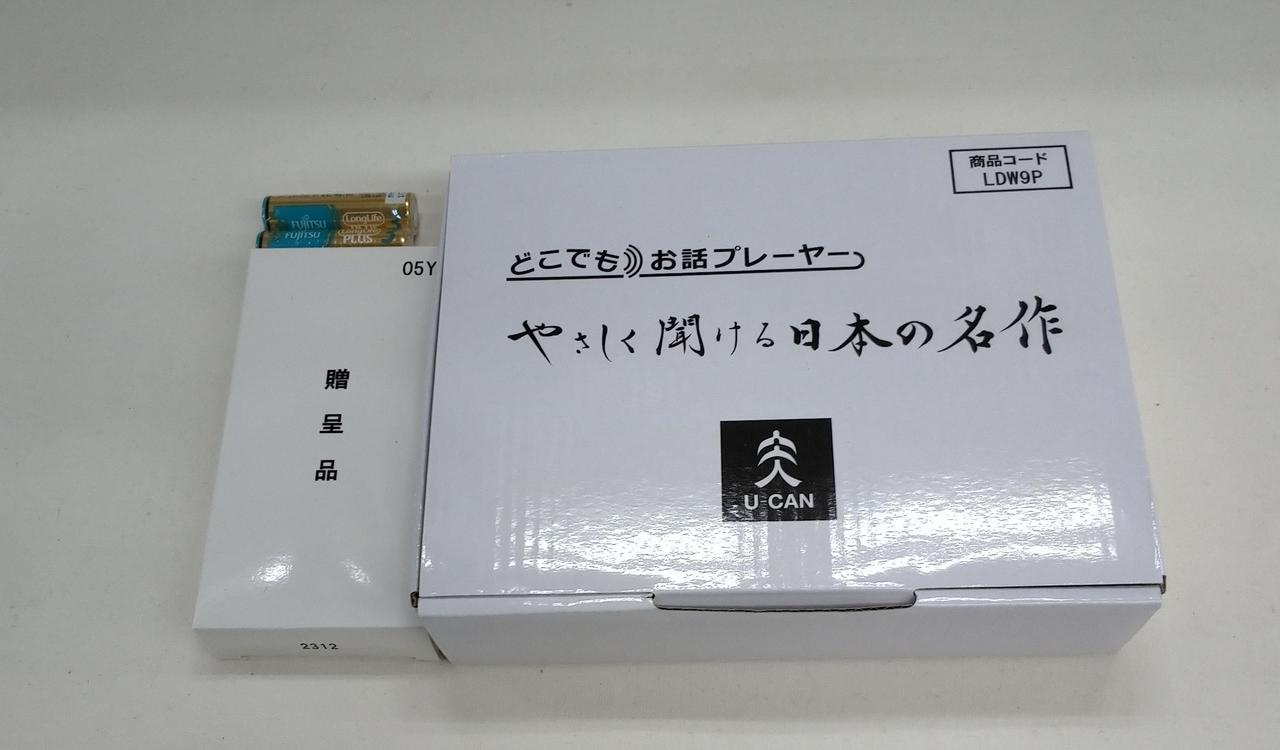 商品コード
LDW9P
どこでも お話プレーヤー
やさしく聞ける日本の名作
U-CAN
FUJITSU
LongLife
FUJITSU
LongLife
PLUS
05Y
贈呈品
2312